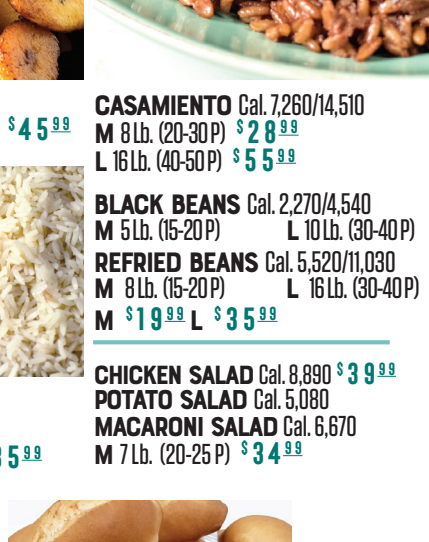 $45.99
CASAMIENTO Cal. 7,260/14,510
M 8 Lb. (20-30 P) $28.99
L 16 Lb. (40-50 P) $55.99
BLACK BEANS Cal. 2,270/4,540
M 5 Lb. (15-20 P) L 10 Lb. (30-40 P)
REFRIED BEANS Cal. 5,520/11,030
M 8 Lb. (15-20 P) L 16 Lb. (30-40 P)
M $19.99 L $35.99
CHICKEN SALAD Cal. 8,890 $39.99
POTATO SALAD Cal. 5,080
MACARONI SALAD Cal. 6,670
M 7 Lb. (20-25 P) $34.99
5.99